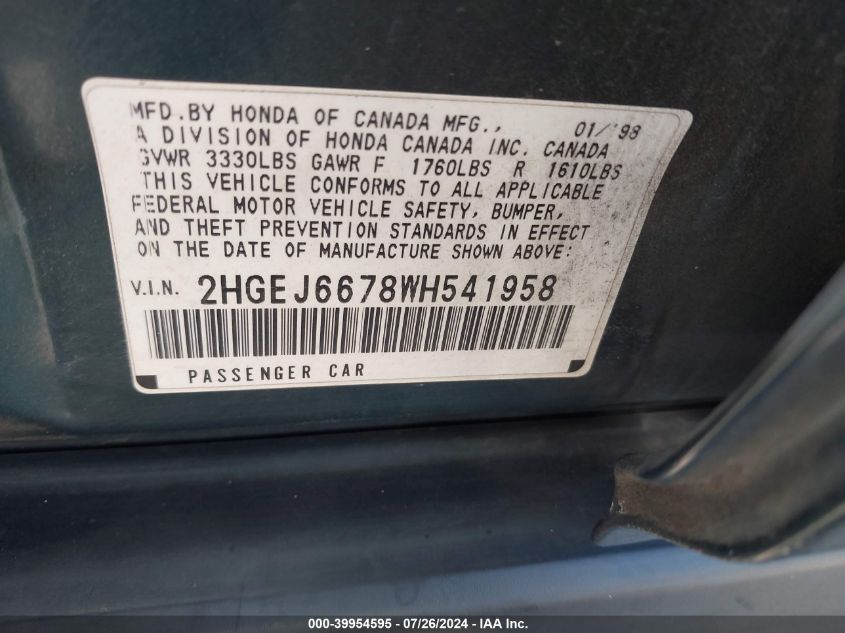 MFD.BY HONDA OF CANADA MFG., 01/'98
A DIVISION OF HONDA CANADA INC. CANADA
GVWR 3330LBS GAWR F 1760LBS R 1610LBS
THIS VEHICLE CONFORMS TO ALL APPLICABLE
FEDERAL MOTOR VEHICLE SAFETY, BUMPER,
AND THEFT PREVENTION STANDARDS IN EFFECT
ON THE DATE OF MANUFACTURE SHOWN ABOVE:
V.I.N. 2HGEJ6678WH541958
PASSENGER CAR
000-39954595 - 07/26/2024 - IAA Inc.